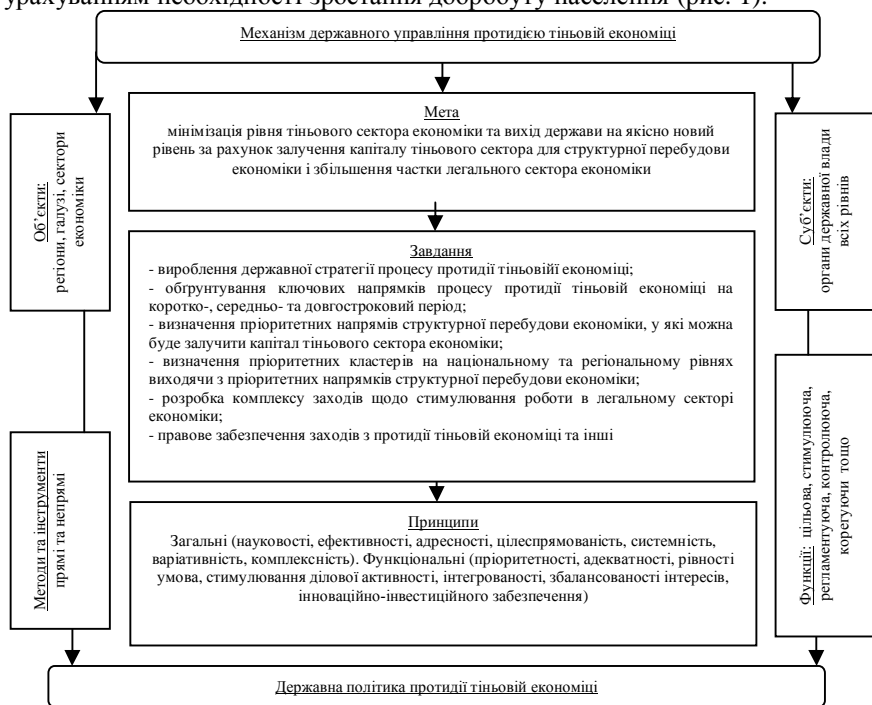 урахуванням необхідності зростання добробуту населення (рис. 1).
Механізм державного управління протидією тіньовій економіці
Об’єкти:
регіони, галузі, сектори
економіки
Мета
мінімізація рівня тіньового сектора економіки та вихід держави на якісно новий
рівень за рахунок залучення капіталу тіньового сектора для структурної перебудови
економіки і збільшення частки легального сектора економіки
Суб’єкти:
органи державної влади
всіх рівнів
Завдання
- вироблення державної стратегії процесу протидії тіньовійї економіці;
- обґрунтування ключових напрямків процесу протидії тіньовій економіці на
коротко-, середньо- та довгостроковий період;
- визначення пріоритетних напрямів структурної перебудови економіки, у які можна
буде залучити капітал тіньового сектора економіки;
- визначення пріоритетних кластерів на національному та регіональному рівнях
виходячи з пріоритетних напрямків структурної перебудови економіки;
- розробка комплексу заходів щодо стимулювання роботи в легальному секторі
економіки;
- правове забезпечення заходів з протидії тіньовій економіці та інші
Методи та інструменти
прямі та непрямі
Принципи
Загальні (науковості, ефективності, адресності, цілеспрямованість, системність,
варіативність, комплексність). Функціональні (пріоритетності, адекватності, рівності
умова, стимулювання ділової активності, інтегрованості, збалансованості інтересів,
інноваційно-інвестиційного забезпечення)
Функції: цільова, стимулююча,
регламентуюча, контролююча,
корегуючи тощо
Державна політика протидії тіньовій економіці